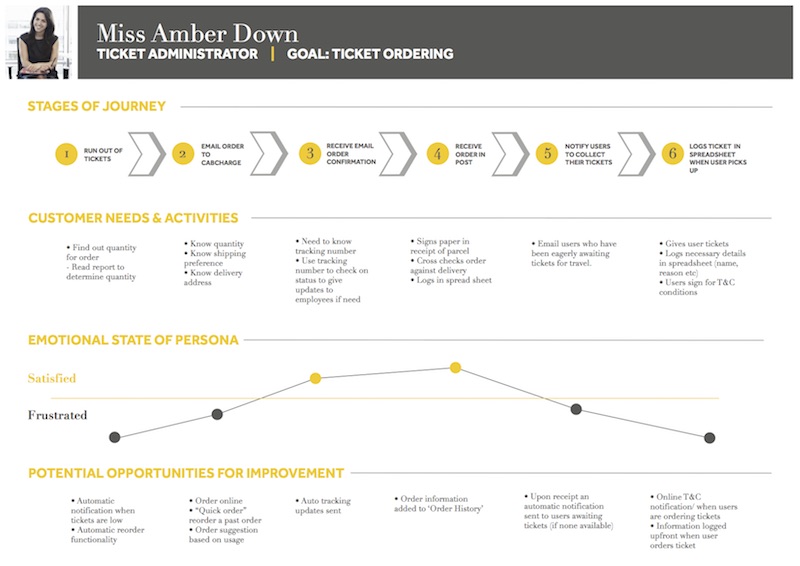 Miss Amber Down
TICKET ADMINISTRATOR | GOAL: TICKET ORDERING
STAGES OF JOURNEY
1
RUN OUT OF
TICKETS
2
EMAIL ORDER
TO
CABCHARGE
3
RECEIVE EMAIL
ORDER
CONFIRMATION
4
RECEIVE
ORDER IN
POST
5
NOTIFY USERS
TO COLLECT
THEIR TICKETS
6
LOGS TICKET IN
SPREADSHEET
WHEN USER PICKS
UP
CUSTOMER NEEDS & ACTIVITIES
• Find out quantity
for order
- Read report to
determine quantity
• Know quantity
• Know shipping
preference
• Know delivery
address
• Need to know
tracking number
• Use tracking
number to check on
status to give
updates to
employees if need
• Signs paper in
receipt of parcel
• Cross checks order
against delivery
• Logs in spread sheet
• Email users who have
been eagerly awaiting
tickets for travel.
• Gives user tickets
• Logs necessary details
in spreadsheet (name,
reason etc)
• Users sign for T&C
conditions
EMOTIONAL STATE OF PERSONA
Satisfied
Frustrated
POTENTIAL OPPORTUNITIES FOR IMPROVEMENT
• Automatic
notification when
tickets are low
• Automatic reorder
functionality
• Order online
• “Quick order”
reorder a past order
• Order suggestion
based on usage
• Auto tracking
updates sent
• Order information
added to ‘Order History’
• Upon receipt an
automatic notification
sent to users awaiting
tickets (if none available)
• Online T&C
notification/ when users
are ordering tickets
• Information logged
upfront when user
orders ticket